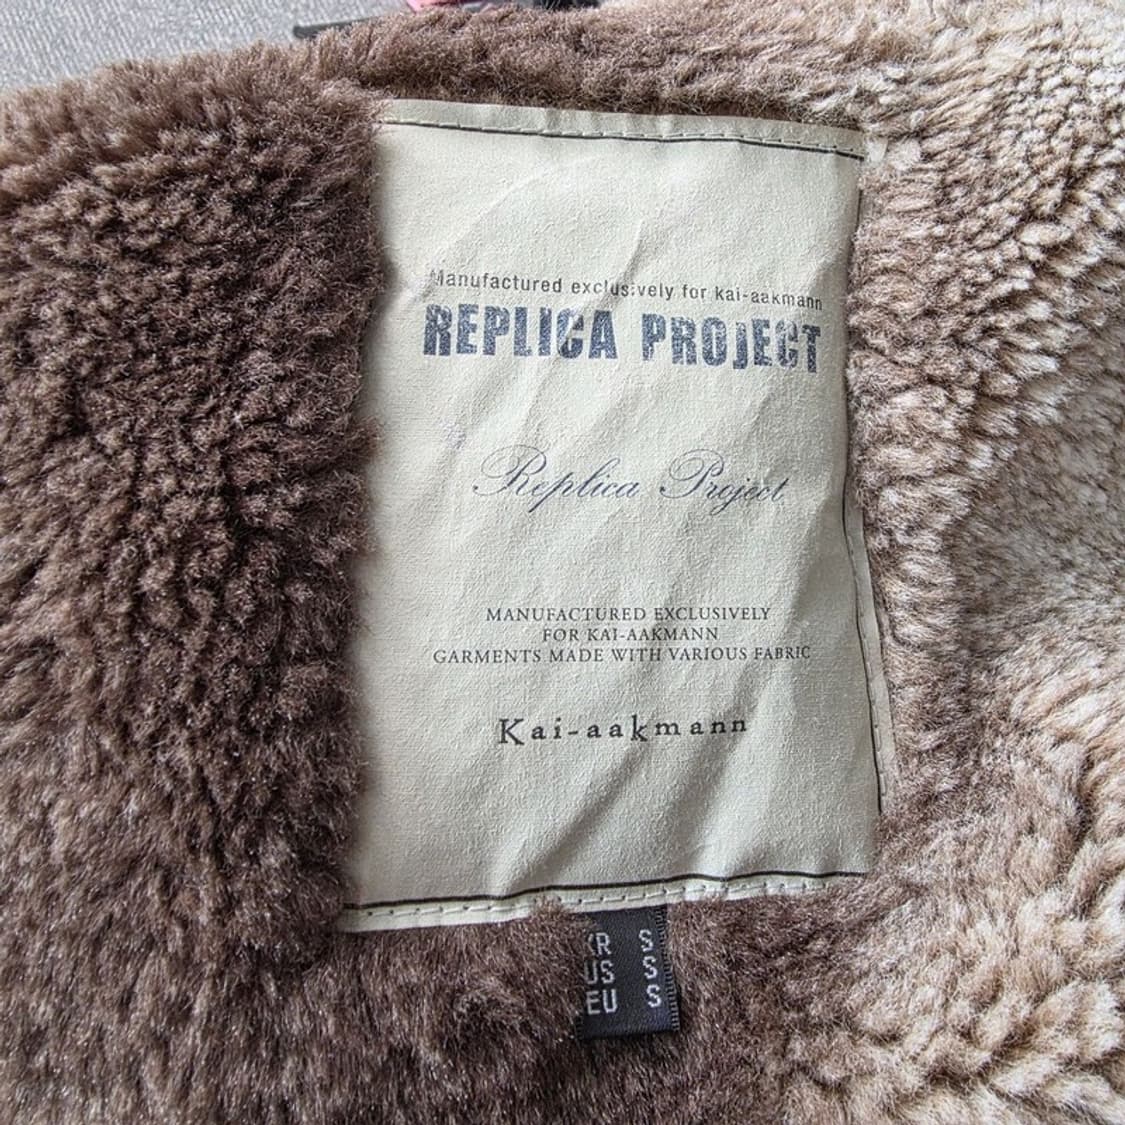 Manufactured exclusively for kai-aakmann
REPLICA PROJECT
Replica Project
MANUFACTURED EXCLUSIVELY
FOR KAI-AAKMANN
GARMENTS MADE WITH VARIOUS FABRIC
Kai-aakmann
KR S
US S
EU S